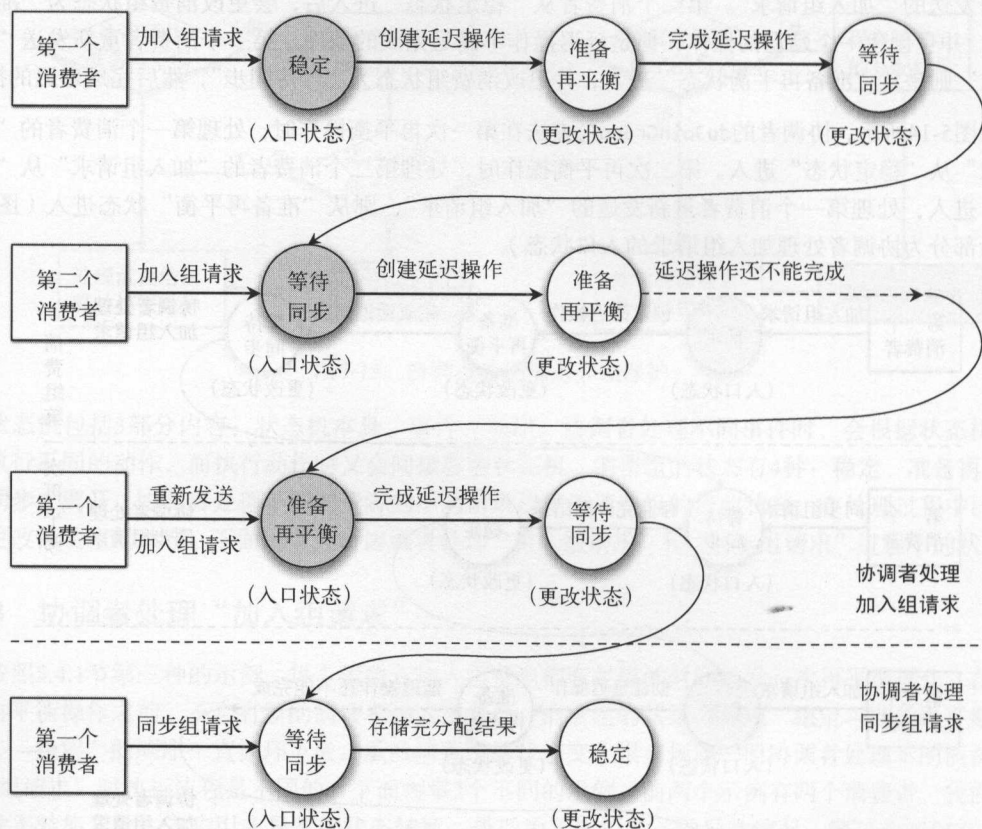 第一个
消费者
加入组请求
稳定
(入口状态)
创建延迟操作
准备
再平衡
(更改状态)
完成延迟操作
等待
同步
(更改状态)
第二个
消费者
加入组请求
等待
同步
(入口状态)
创建延迟操作
准备
再平衡
(更改状态)
延迟操作还不能完成
第一个
消费者
重新发送
加入组请求
准备
再平衡
(入口状态)
完成延迟操作
等待
同步
(更改状态)
协调者处理
加入组请求
协调者处理
同步组请求
第一个
消费者
同步组请求
等待
同步
(入口状态)
存储完分配结果
稳定
(更改状态)